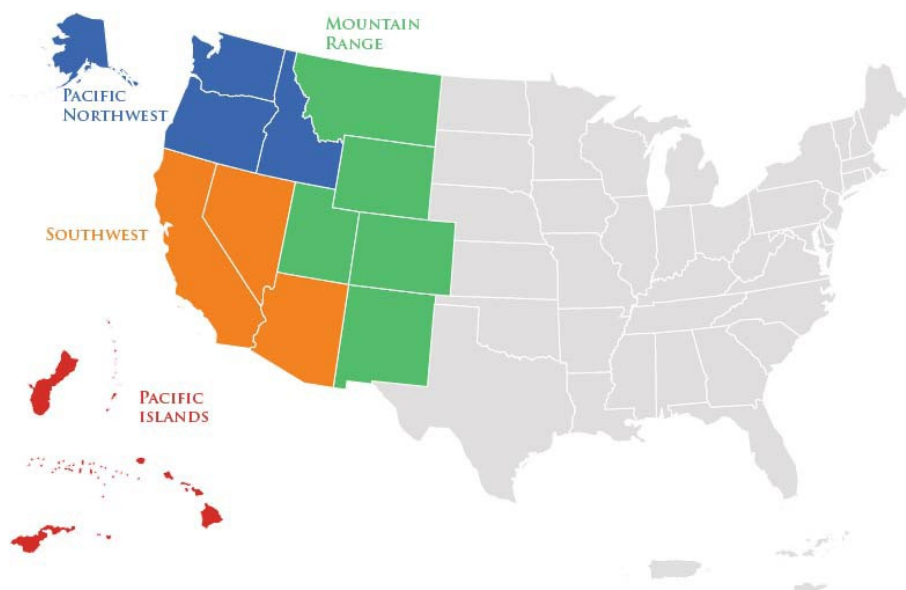 Mountain
Range
Pacific
Northwest
Southwest
Pacific
islands